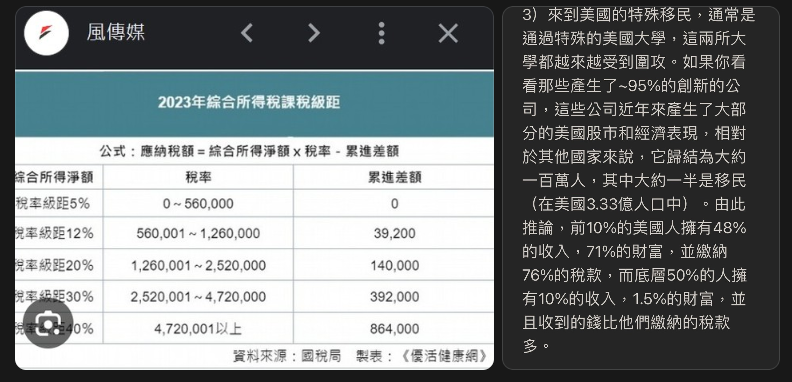 風傳媒
2023年綜合所得稅課稅級距
公式：應納稅額 = 綜合所得淨額 x 稅率 - 累進差額
綜合所得淨額 稅率 累進差額
稅率級距5% 0 ~ 560,000 0
稅率級距12% 560,001 ~ 1,260,000 39,200
稅率級距20% 1,260,001 ~ 2,520,000 140,000
稅率級距30% 2,520,001 ~ 4,720,000 392,000
40% 4,720,001以上 864,000
資料來源：國稅局 製表：《優活健康網》
3）來到美國的特殊移民，通常是
通過特殊的美國大學，這兩所大
學都越來越受到圍攻。如果你看
看那些產生了~95%的創新的公
司，這些公司近年來產生了大部
分的美國股市和經濟表現，相對
於其他國家來說，它歸結為大約
一百萬人，其中大約一半是移民
（在美國3.33億人口中）。由此
推論，前10%的美國人擁有48%
的收入，71%的財富，並繳納
76%的稅款，而底層50%的人擁
有10%的收入，1.5%的財富，並
且收到的錢比他們繳納的稅款
多。